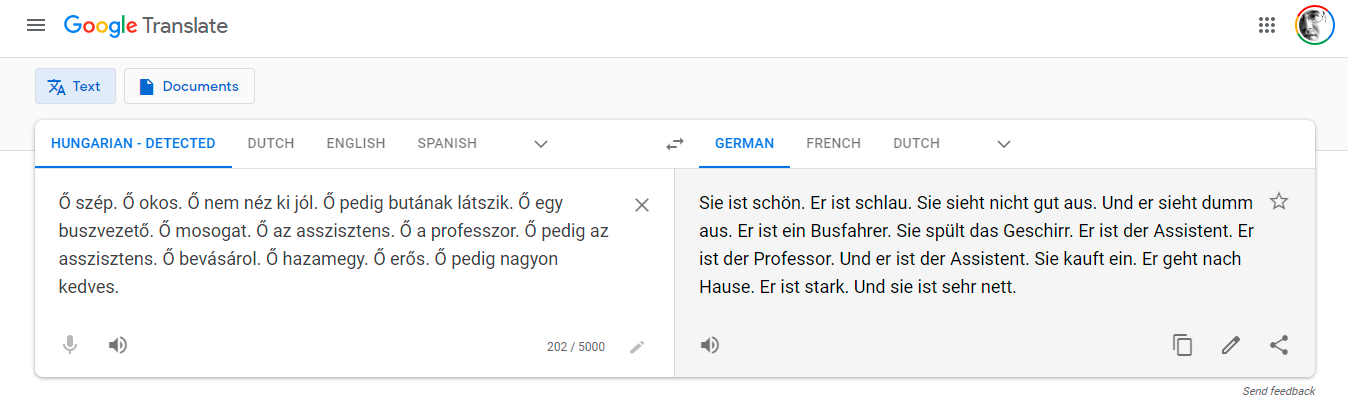 Google Translate
Text
Documents
HUNGARIAN - DETECTED
DUTCH
ENGLISH
SPANISH
GERMAN
FRENCH
DUTCH
Ő szép. Ő okos. Ő nem néz ki jól. Ő pedig butának látszik. Ő egy
buszvezető. Ő mosogat. Ő az asszisztens. Ő a professzor. Ő pedig az
asszisztens. Ő bevásárol. Ő hazamegy. Ő erős. Ő pedig nagyon
kedves.
202 / 5000
Sie ist schön. Er ist schlau. Sie sieht nicht gut aus. Und er sieht dumm
aus. Er ist ein Busfahrer. Sie spült das Geschirr. Er ist der Assistent. Er
ist der Professor. Und er ist der Assistent. Sie kauft ein. Er geht nach
Hause. Er ist stark. Und sie ist sehr nett.
Send feedback